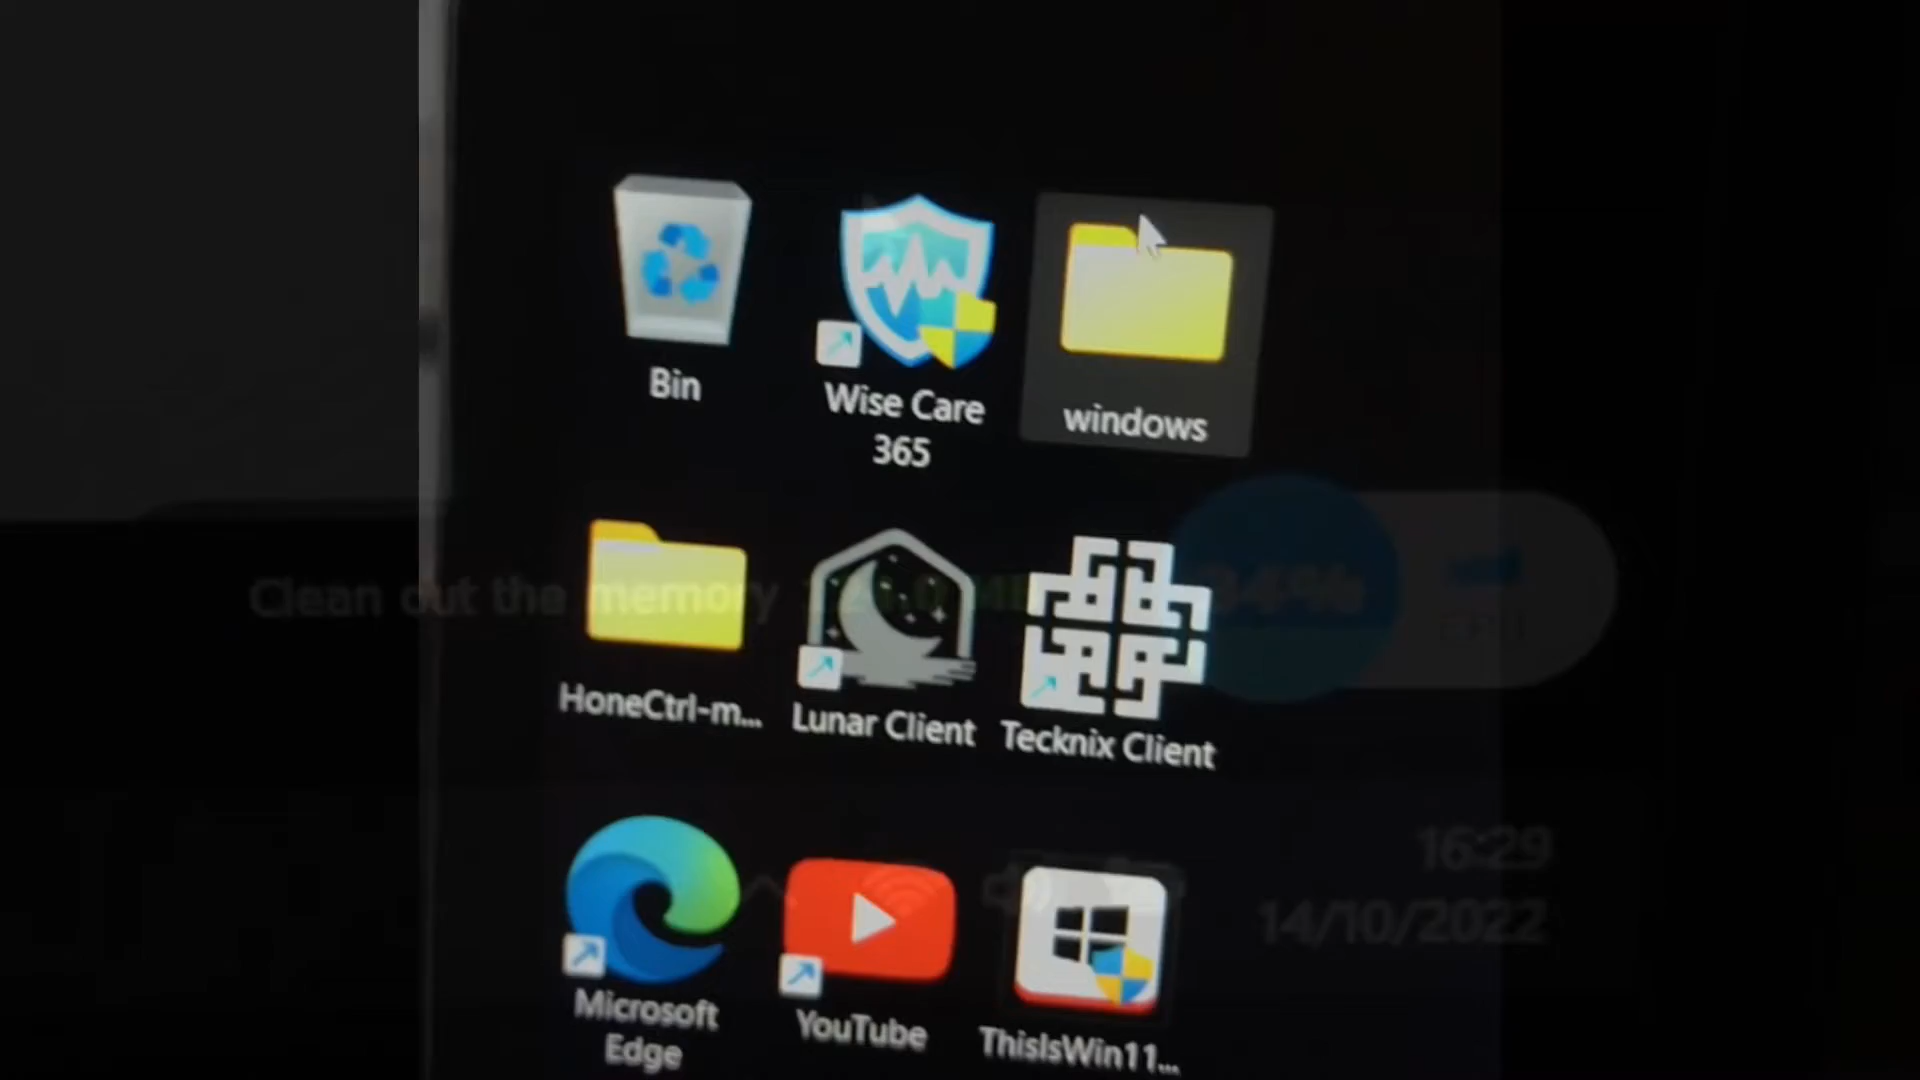 Bin
Wise Care
365
windows
Clean out the memory
94%
HoneCtrl-m...
Lunar Client
Tecknix Client
16:29
14/10/2022
Microsoft
Edge
YouTube
ThisIsWin11...